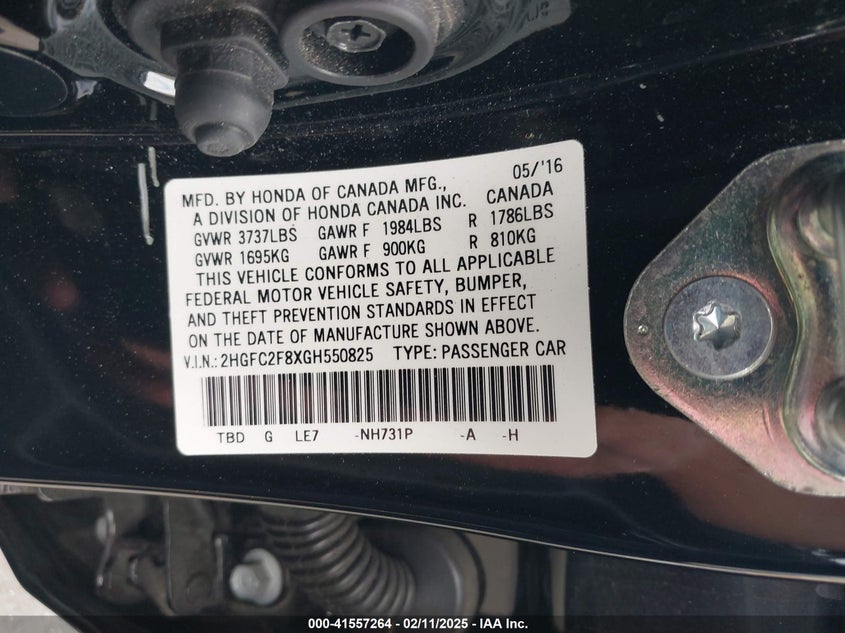 MFD. BY HONDA OF CANADA MFG., 05/'16
A DIVISION OF HONDA CANADA INC. CANADA
GVWR 3737LBS GAWR F 1984LBS R 1786LBS
GVWR 1695KG GAWR F 900KG R 810KG
THIS VEHICLE CONFORMS TO ALL APPLICABLE
FEDERAL MOTOR VEHICLE SAFETY, BUMPER,
AND THEFT PREVENTION STANDARDS IN EFFECT
ON THE DATE OF MANUFACTURE SHOWN ABOVE.
V.I.N.: 2HGFC2F8XGH550825 TYPE: PASSENGER CAR
TBD G LE7 -NH731P -A -H
000-41557264 - 02/11/2025 - IAA Inc.